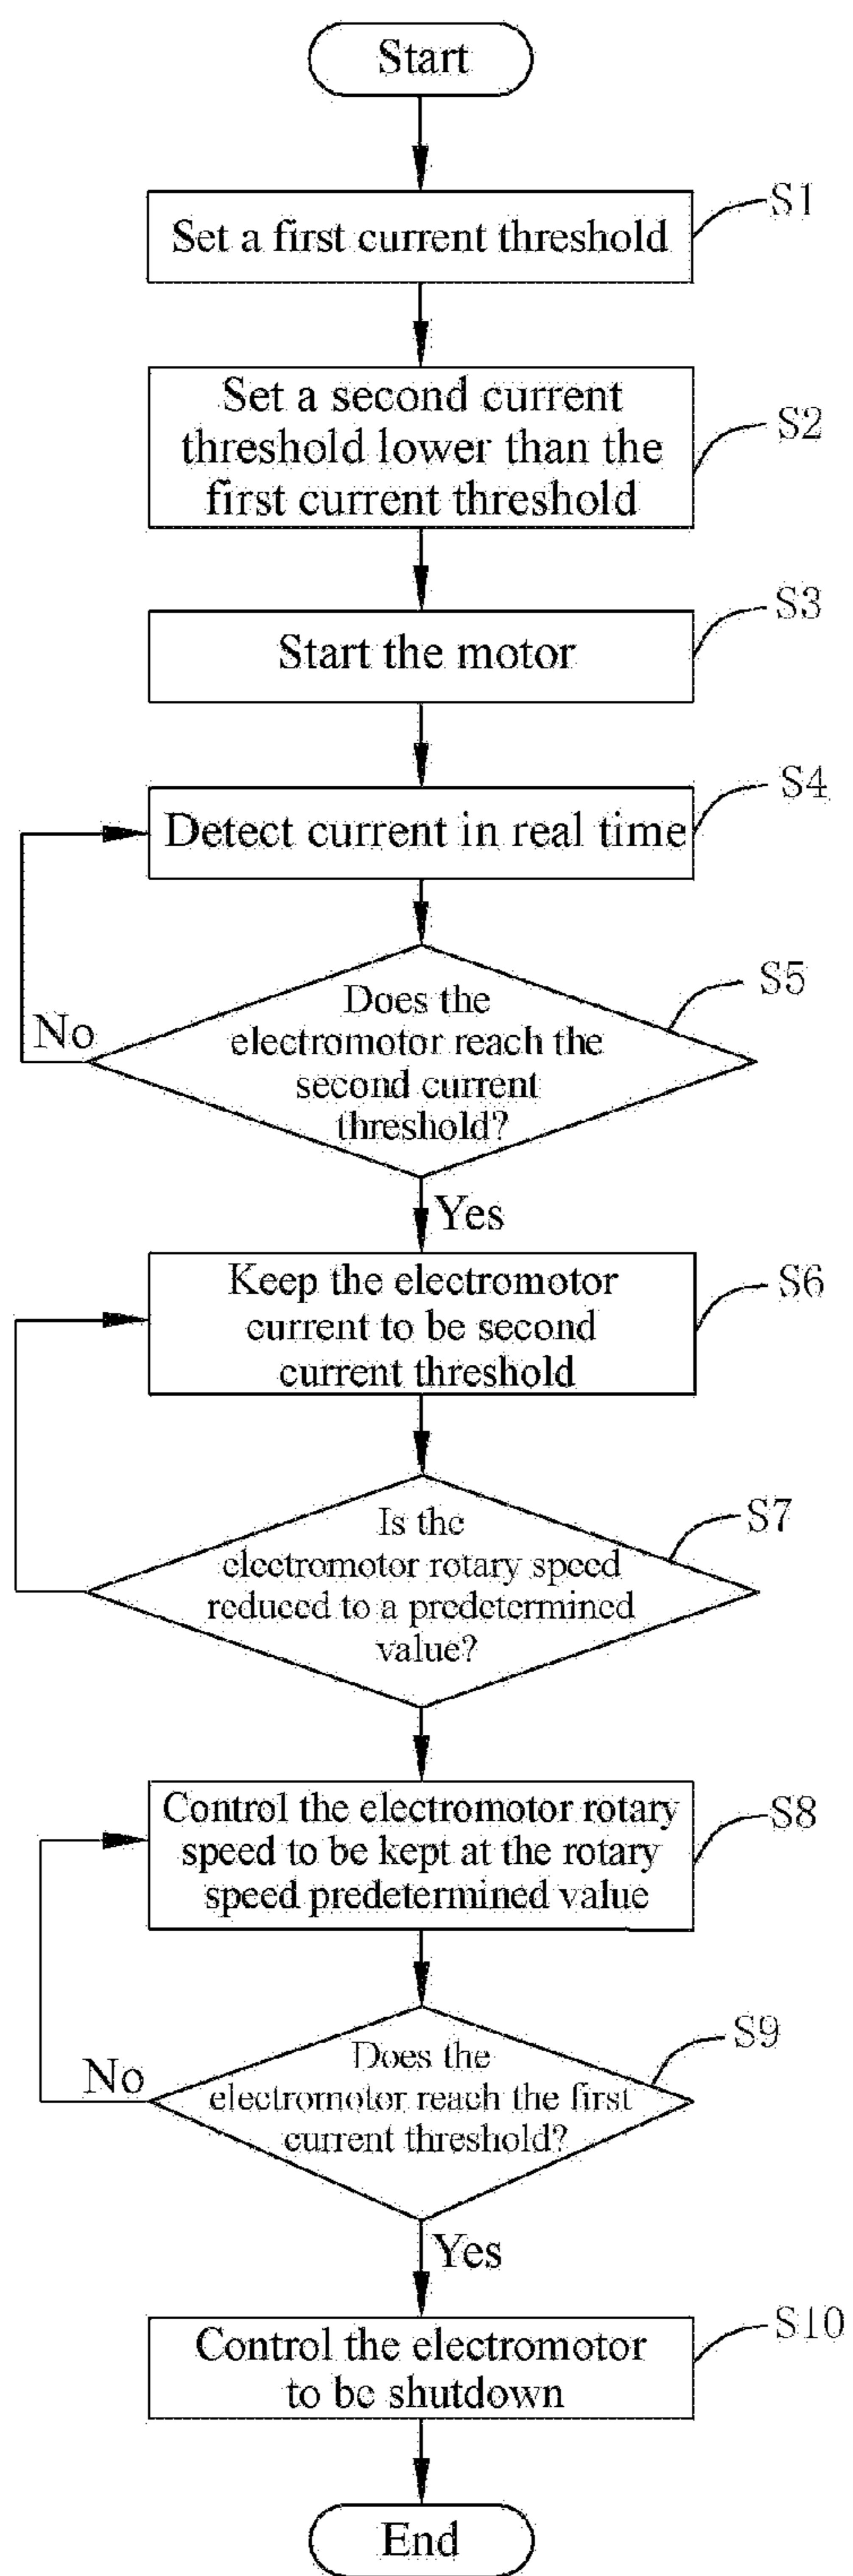 Start
Set a first current threshold
S1
Set a second current
threshold lower than the
first current threshold
S2
Start the motor
S3
Detect current in real time
S4
Does the
electromotor reach the
second current
threshold?
S5
No
Yes
Keep the electromotor
current to be second
current threshold
S6
Is the
electromotor rotary speed
reduced to a predetermined
value?
S7
Control the electromotor rotary
speed to be kept at the rotary
speed predetermined value
S8
Does the
electromotor reach the first
current threshold?
S9
No
Yes
Control the electromotor
to be shutdown
S10
End